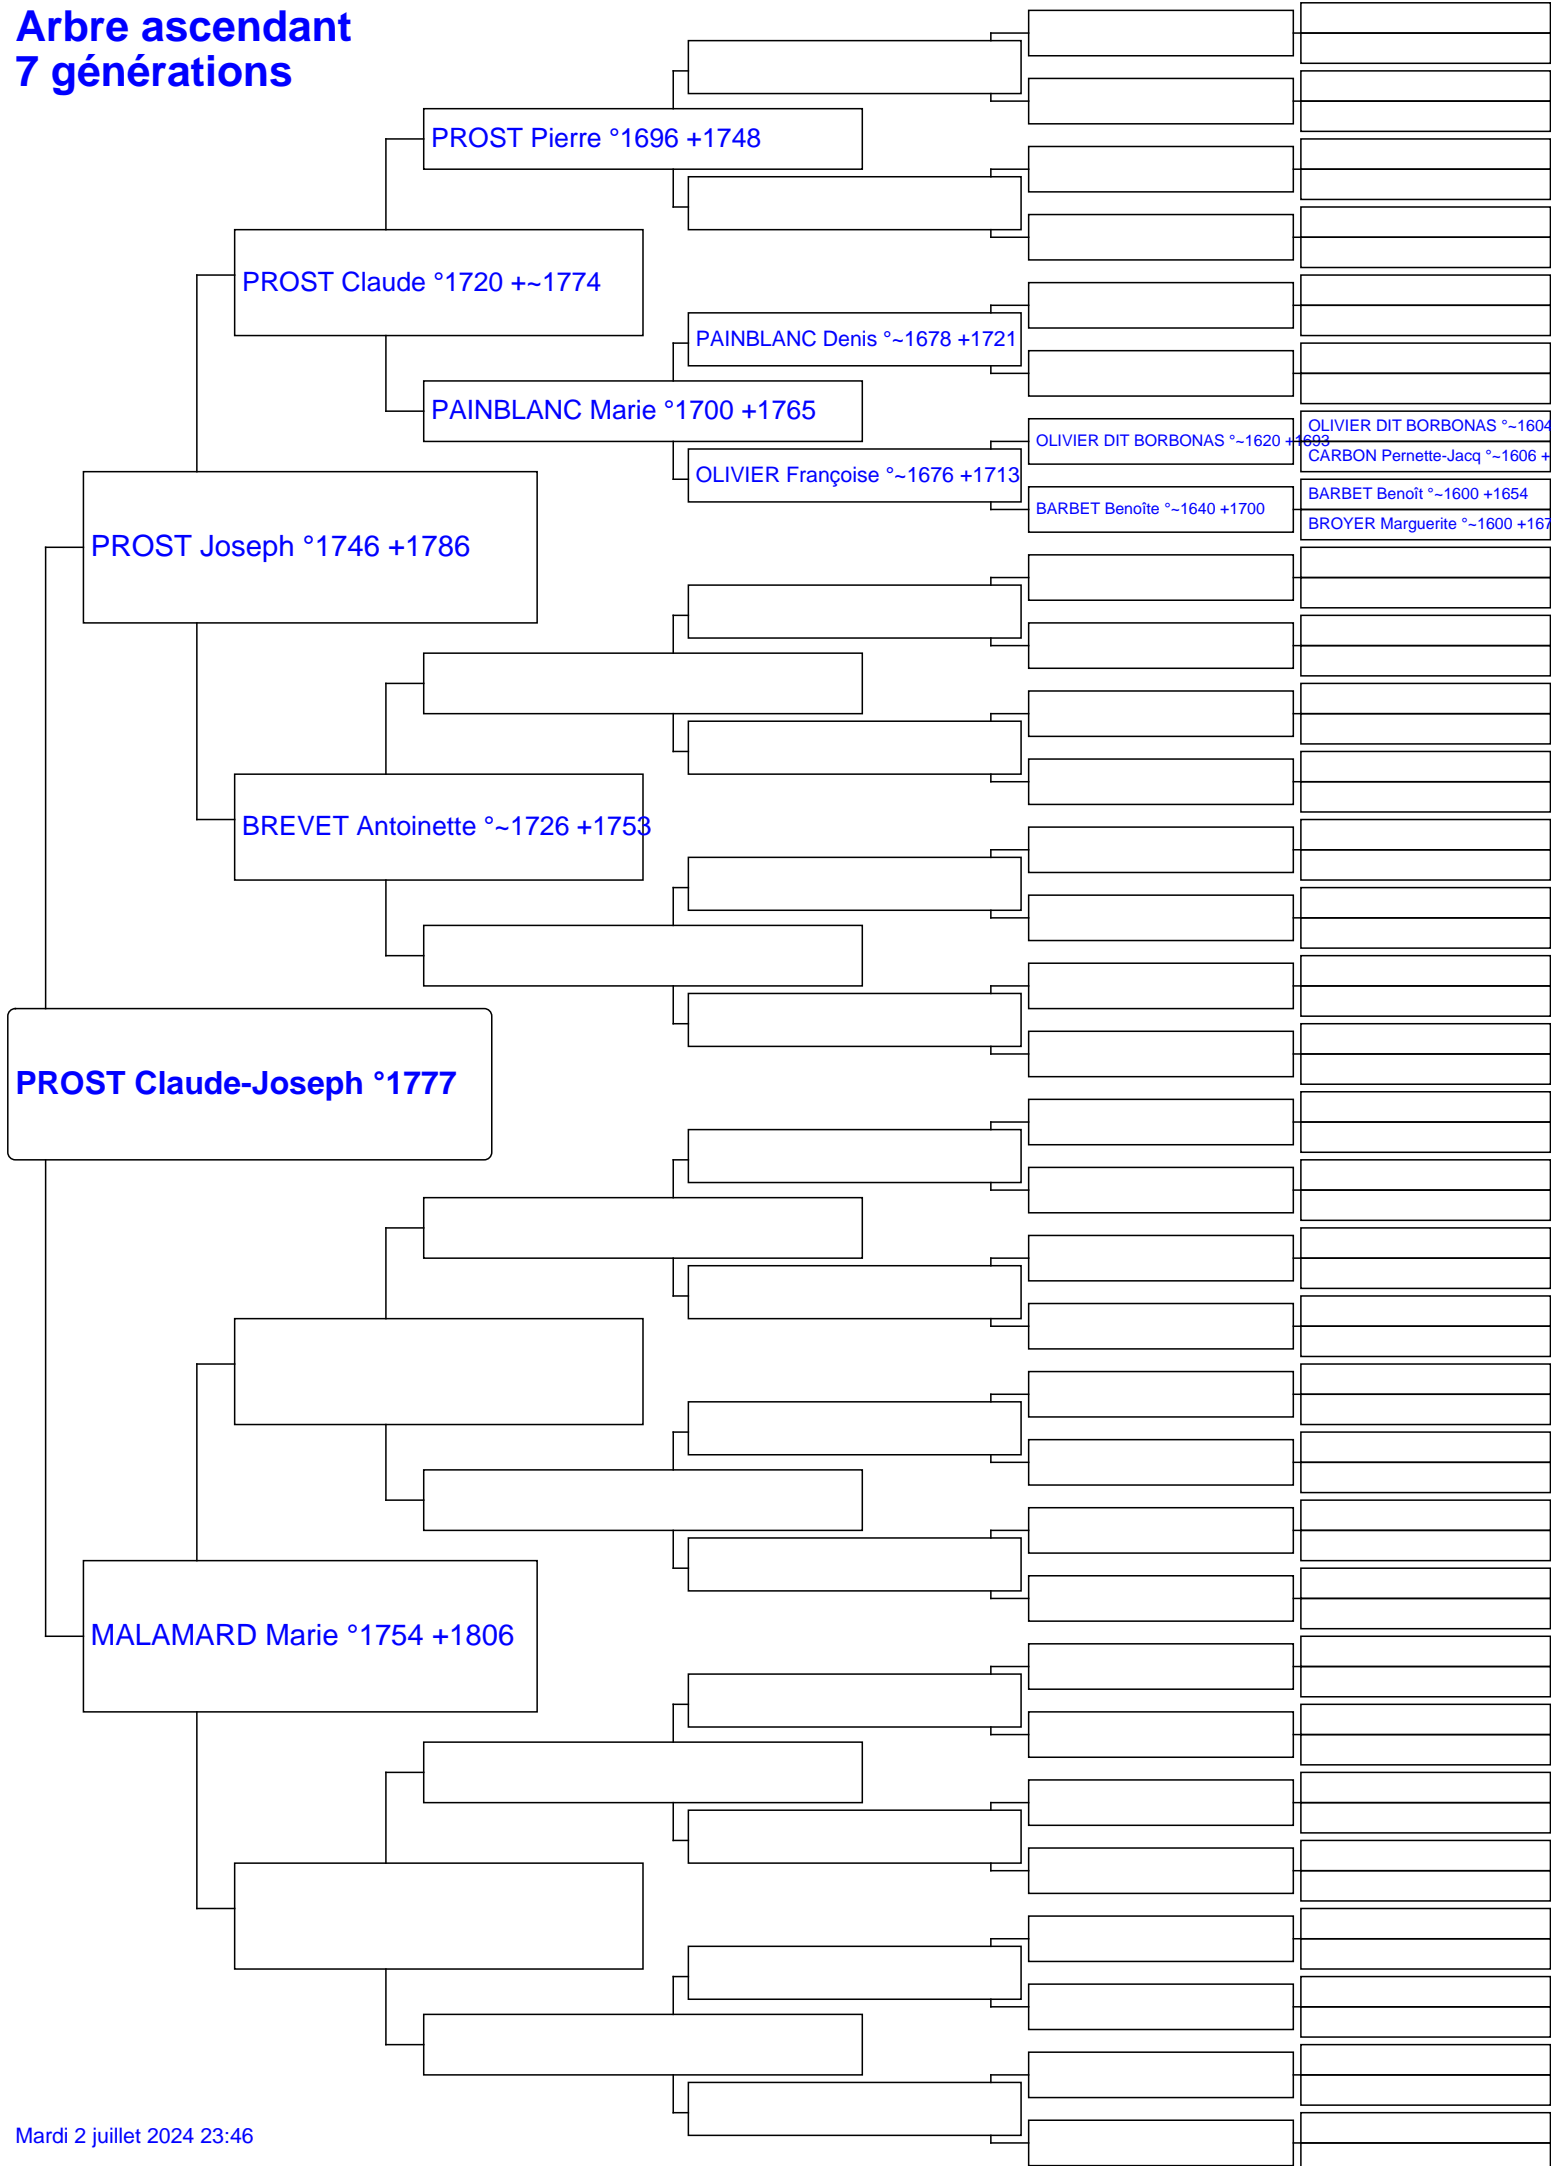 Arbre ascendant
7 générations
PROST Pierre °1696 +1748
PROST Claude °1720 +~1774
PAINBLANC Denis °~1678 +1721
PAINBLANC Marie °1700 +1765
OLIVIER DIT BORBONAS °~1604
OLIVIER DIT BORBONAS °~1620 +1693
CARBON Pernette-Jacq °~1606 +
OLIVIER Françoise °~1676 +1713
BARBET Benoît °~1600 +1654
BARBET Benoîte °~1640 +1700
BROYER Marguerite °~1600 +167
PROST Joseph °1746 +1786
BREVET Antoinette °~1726 +1753
PROST Claude-Joseph °1777
MALAMARD Marie °1754 +1806
Mardi 2 juillet 2024 23:46